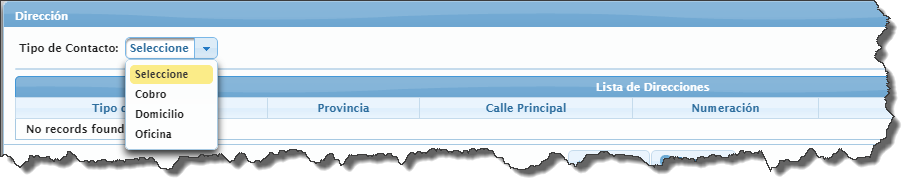 Dirección
Tipo de Contacto: Seleccione
Seleccione
Cobro
Domicilio
Oficina
Lista de Direcciones
Tipo Provincia Calle Principal Numeración
No records found